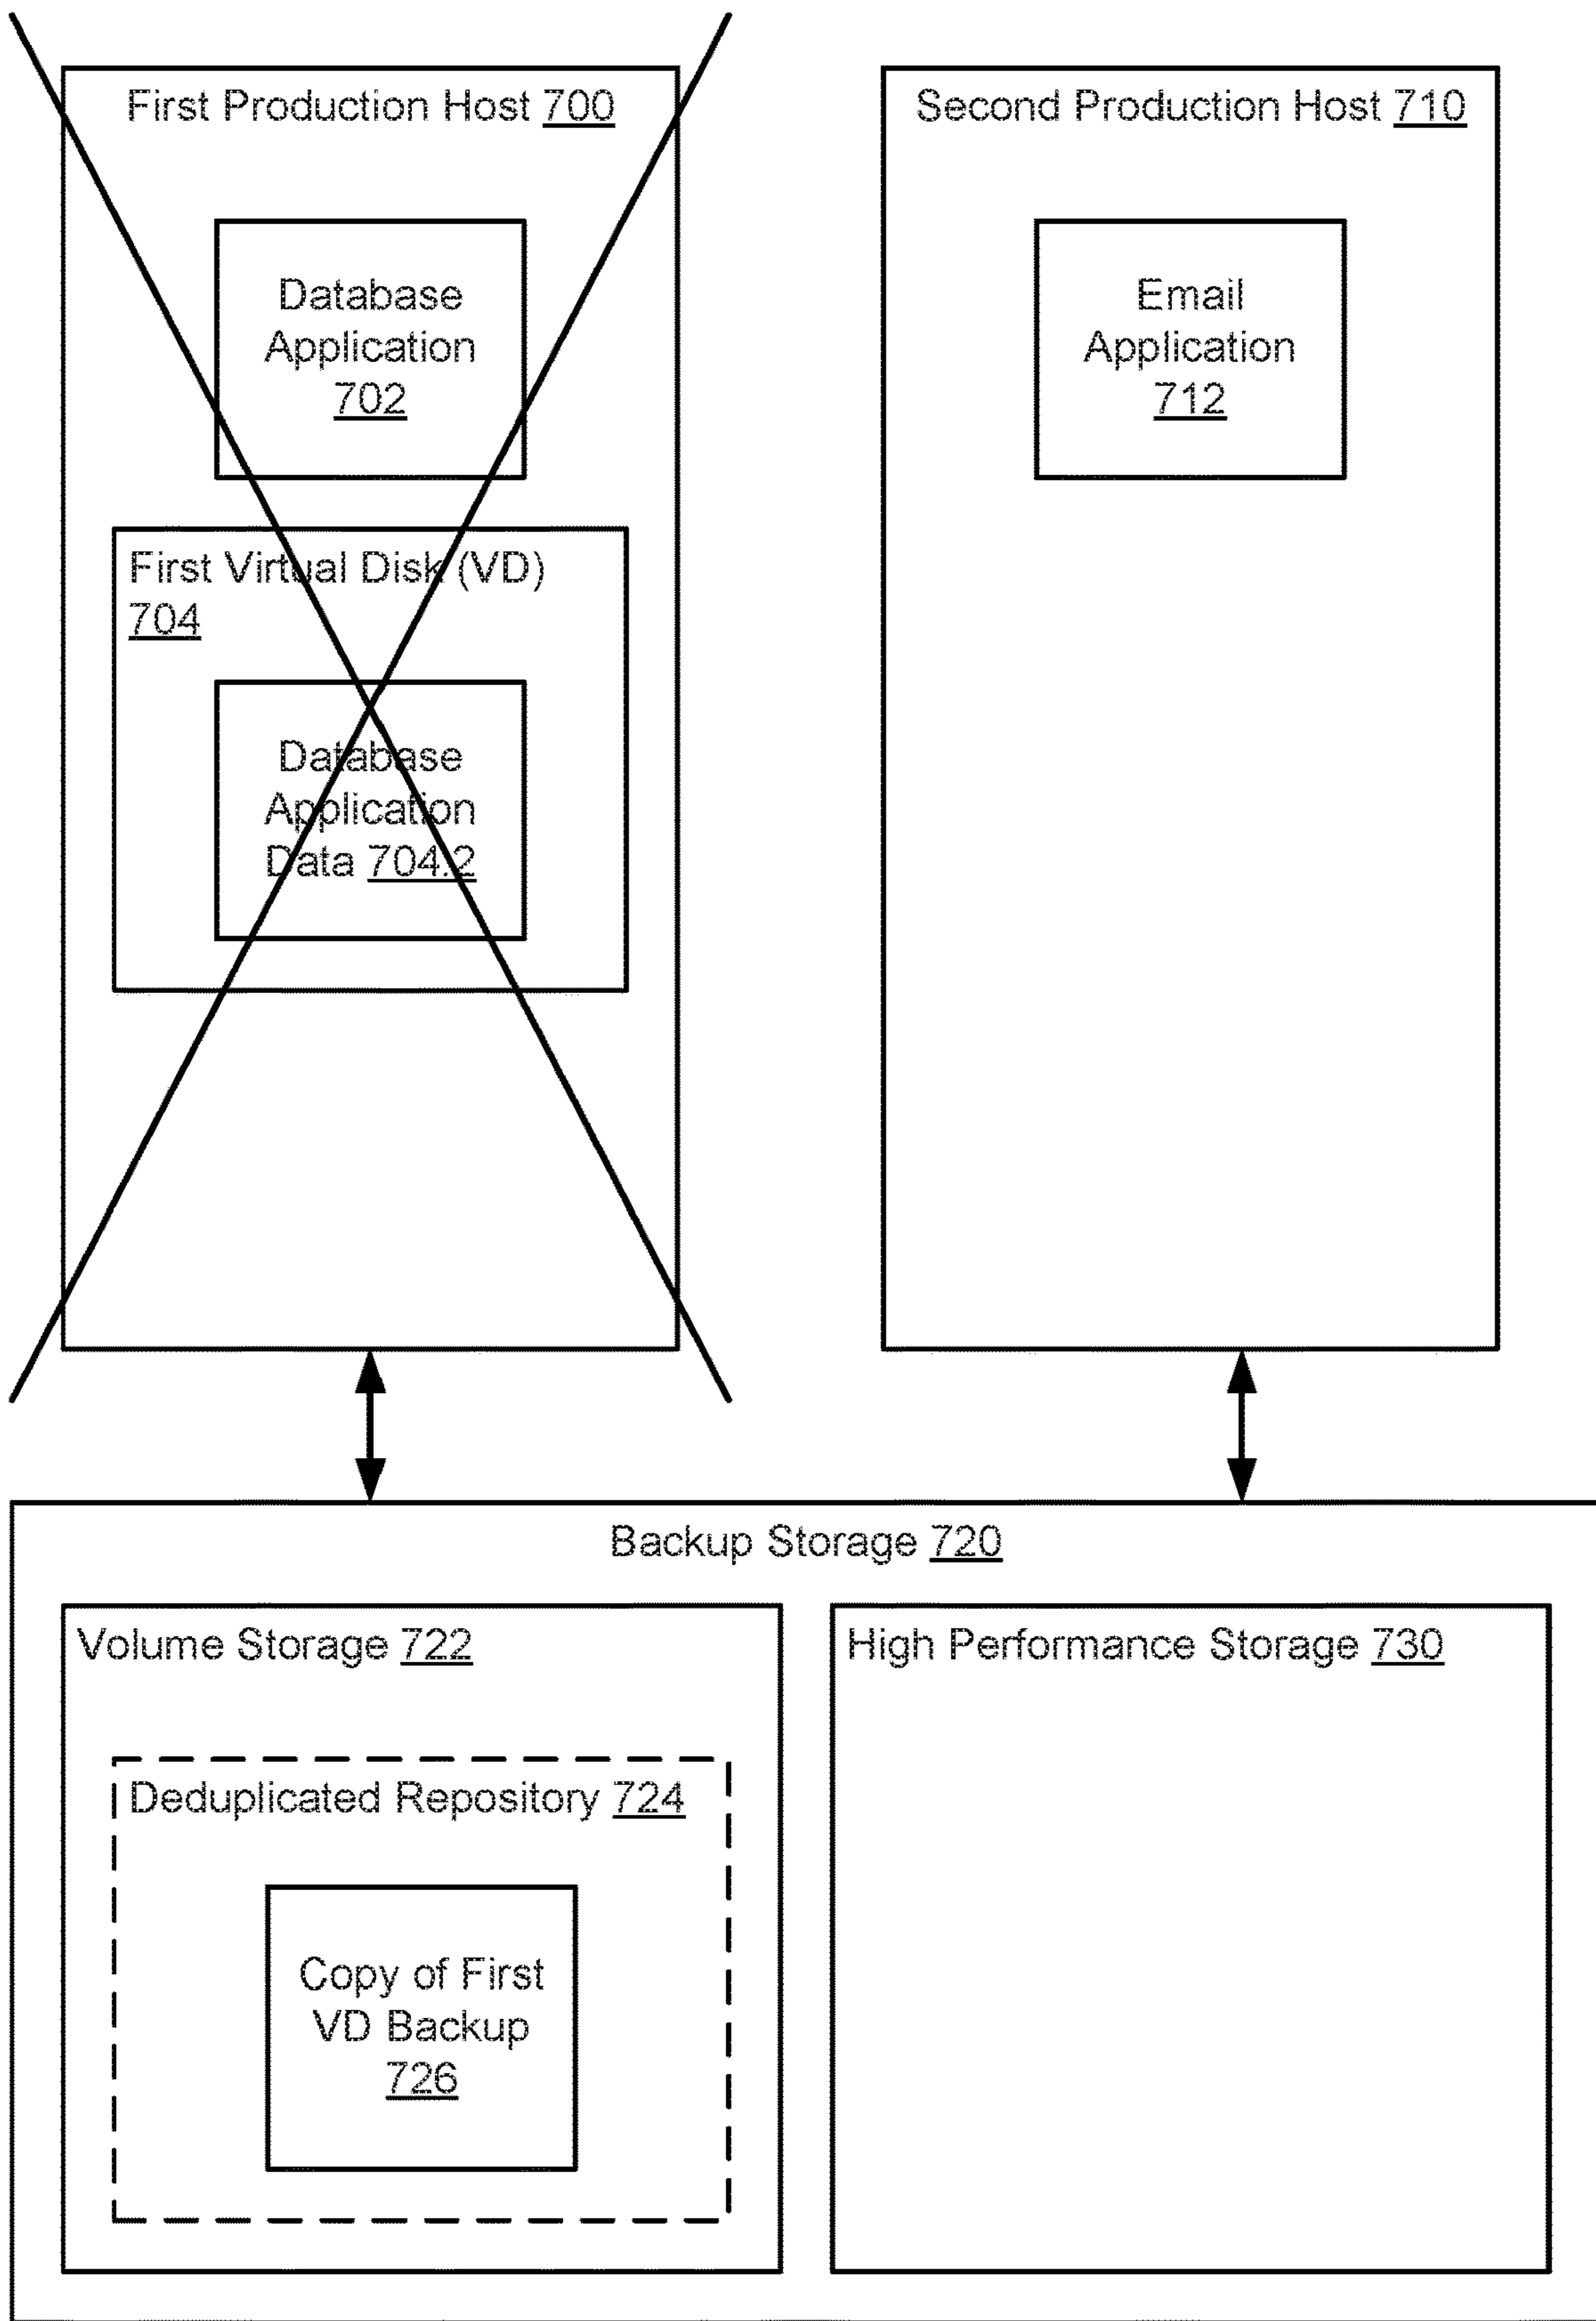 First Production Host 700
Database
Application
702
First Virtual Disk (VD)
704
Database
Application
Data 704.2
Second Production Host 710
Email
Application
712
Backup Storage 720
Volume Storage 722
Deduplicated Repository 724
Copy of First
VD Backup
726
High Performance Storage 730